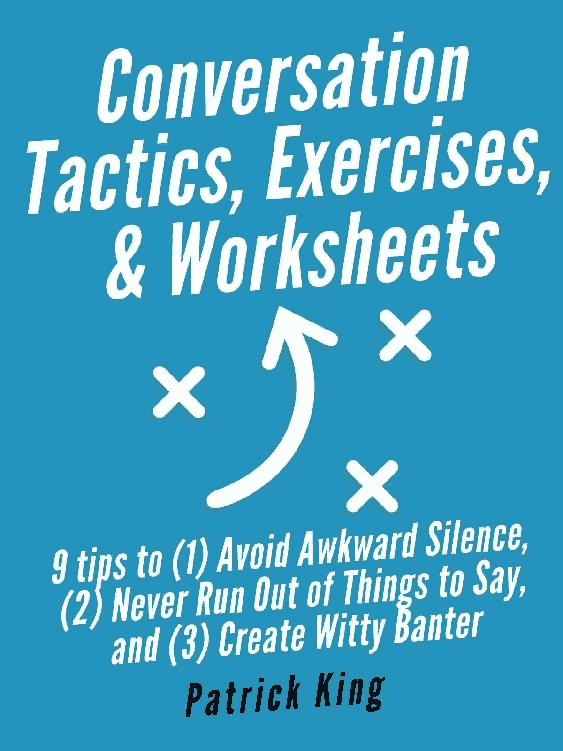 Conversation
Tactics, Exercises,
& Worksheets
9 tips to (1) Avoid Awkward Silence,
(2) Never Run Out of Things to Say,
and (3) Create Witty Banter
Patrick King